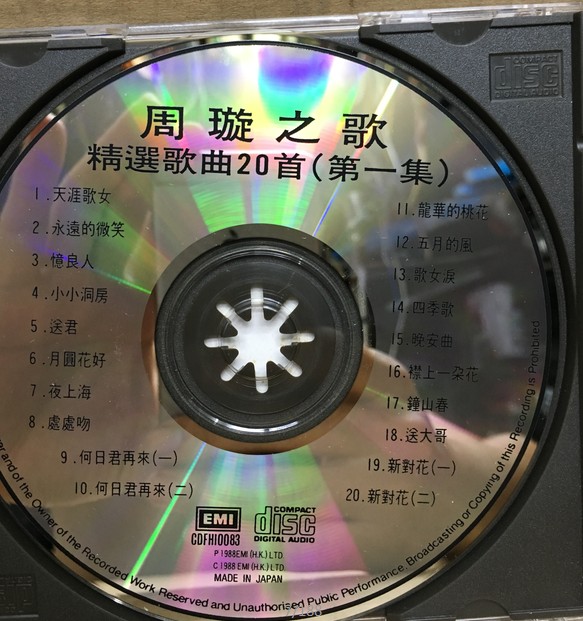 周璇之歌
精選歌曲20首(第一集)
1.天涯歌女
2.永遠的微笑
3.憶良人
4.小小洞房
5.送君
6.月圓花好
7.夜上海
8.處處吻
9.何日君再來(一)
10.何日君再來(二)
11.龍華的桃花
12.五月的風
13.歌女淚
14.四季歌
15.晚安曲
16.襟上一朵花
17.鐘山春
18.送大哥
19.新對花(一)
20.新對花(二)
EMI
COMPACT
disc
DIGITAL AUDIO
CDFH10083
P 1988 EMI (H.K.) LTD
C 1988 EMI (H.K.) LTD
MADE IN JAPAN
and of the Owner of the Recorded Work Reserved and Unauthorised Public Performance Broadcasting or Copying of this Recording is Prohibited
COMPACT
disc